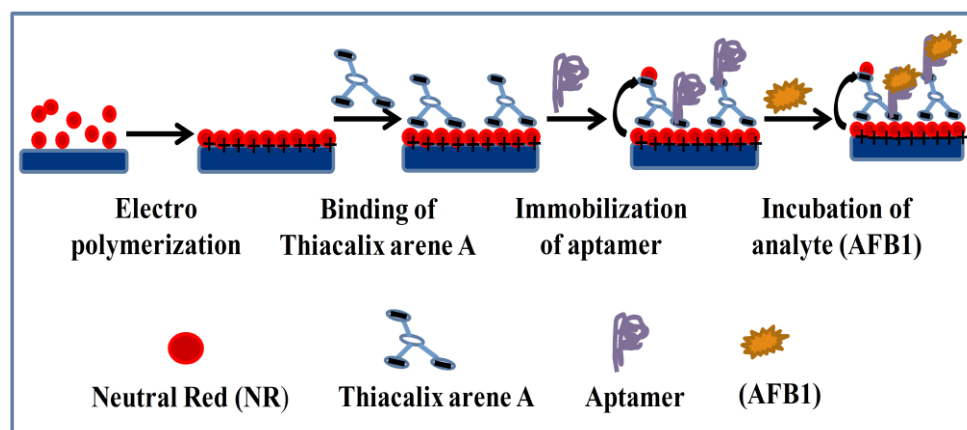 Electro
polymerization
Binding of
Thiacalix arene A
Immobilization
of aptamer
Incubation of
analyte (AFB1)
Neutral Red (NR)
Thiacalix arene A
Aptamer
(AFB1)